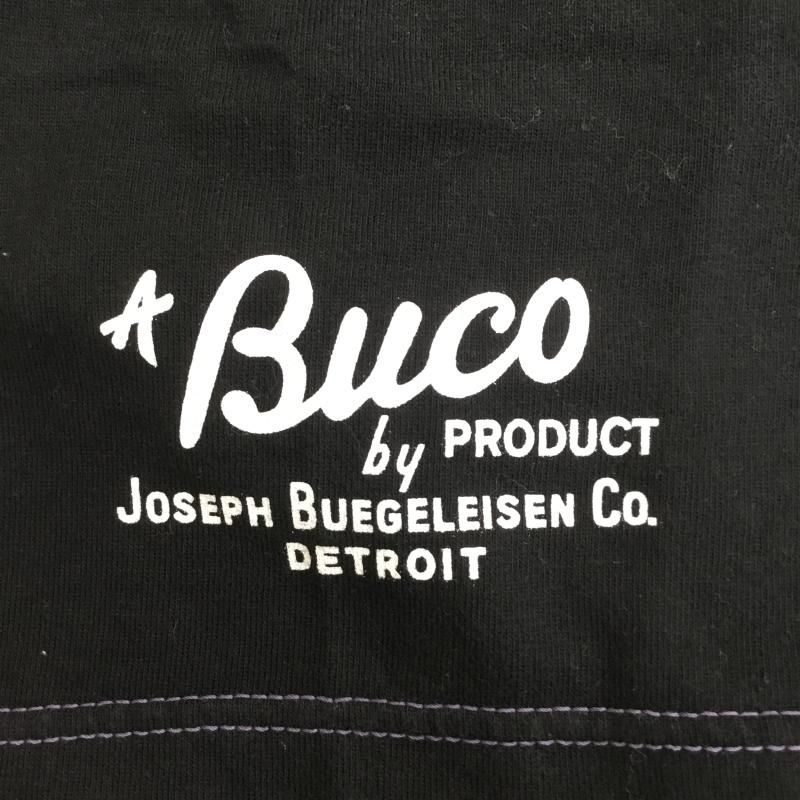 A Buco
by PRODUCT
JOSEPH BUEGELEISEN CO.
DETROIT